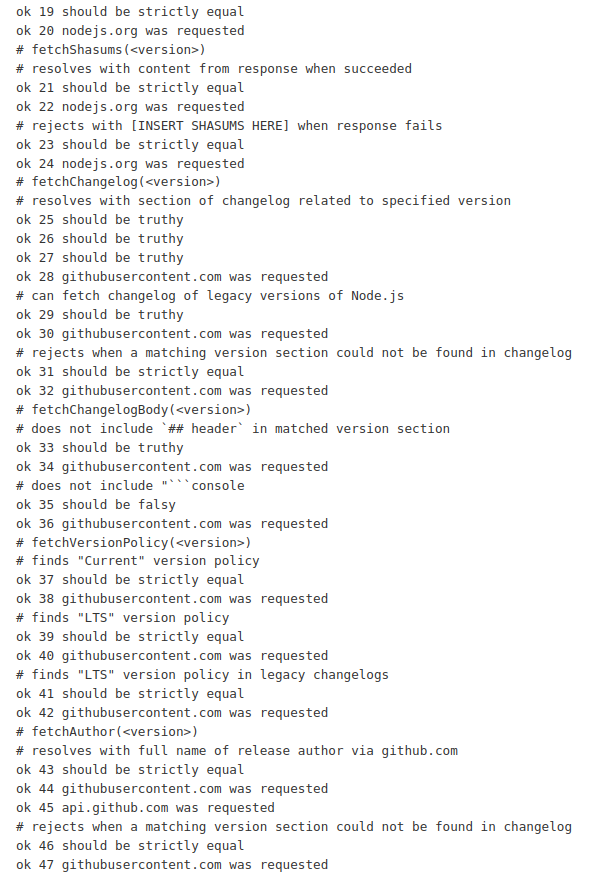 ok 19 should be strictly equal
ok 20 nodejs.org was requested
# fetchShasums(<version>)
# resolves with content from response when succeeded
ok 21 should be strictly equal
ok 22 nodejs.org was requested
# rejects with [INSERT SHASUMS HERE] when response fails
ok 23 should be strictly equal
ok 24 nodejs.org was requested
# fetchChangelog(<version>)
# resolves with section of changelog related to specified version
ok 25 should be truthy
ok 26 should be truthy
ok 27 should be truthy
ok 28 githubusercontent.com was requested
# can fetch changelog of legacy versions of Node.js
ok 29 should be truthy
ok 30 githubusercontent.com was requested
# rejects when a matching version section could not be found in changelog
ok 31 should be strictly equal
ok 32 githubusercontent.com was requested
# fetchChangelogBody(<version>)
# does not include `## header` in matched version section
ok 33 should be truthy
ok 34 githubusercontent.com was requested
# does not include "```console
ok 35 should be falsy
ok 36 githubusercontent.com was requested
# fetchVersionPolicy(<version>)
# finds "Current" version policy
ok 37 should be strictly equal
ok 38 githubusercontent.com was requested
# finds "LTS" version policy
ok 39 should be strictly equal
ok 40 githubusercontent.com was requested
# finds "LTS" version policy in legacy changelogs
ok 41 should be strictly equal
ok 42 githubusercontent.com was requested
# fetchAuthor(<version>)
# resolves with full name of release author via github.com
ok 43 should be strictly equal
ok 44 githubusercontent.com was requested
ok 45 api.github.com was requested
# rejects when a matching version section could not be found in changelog
ok 46 should be strictly equal
ok 47 githubusercontent.com was requested